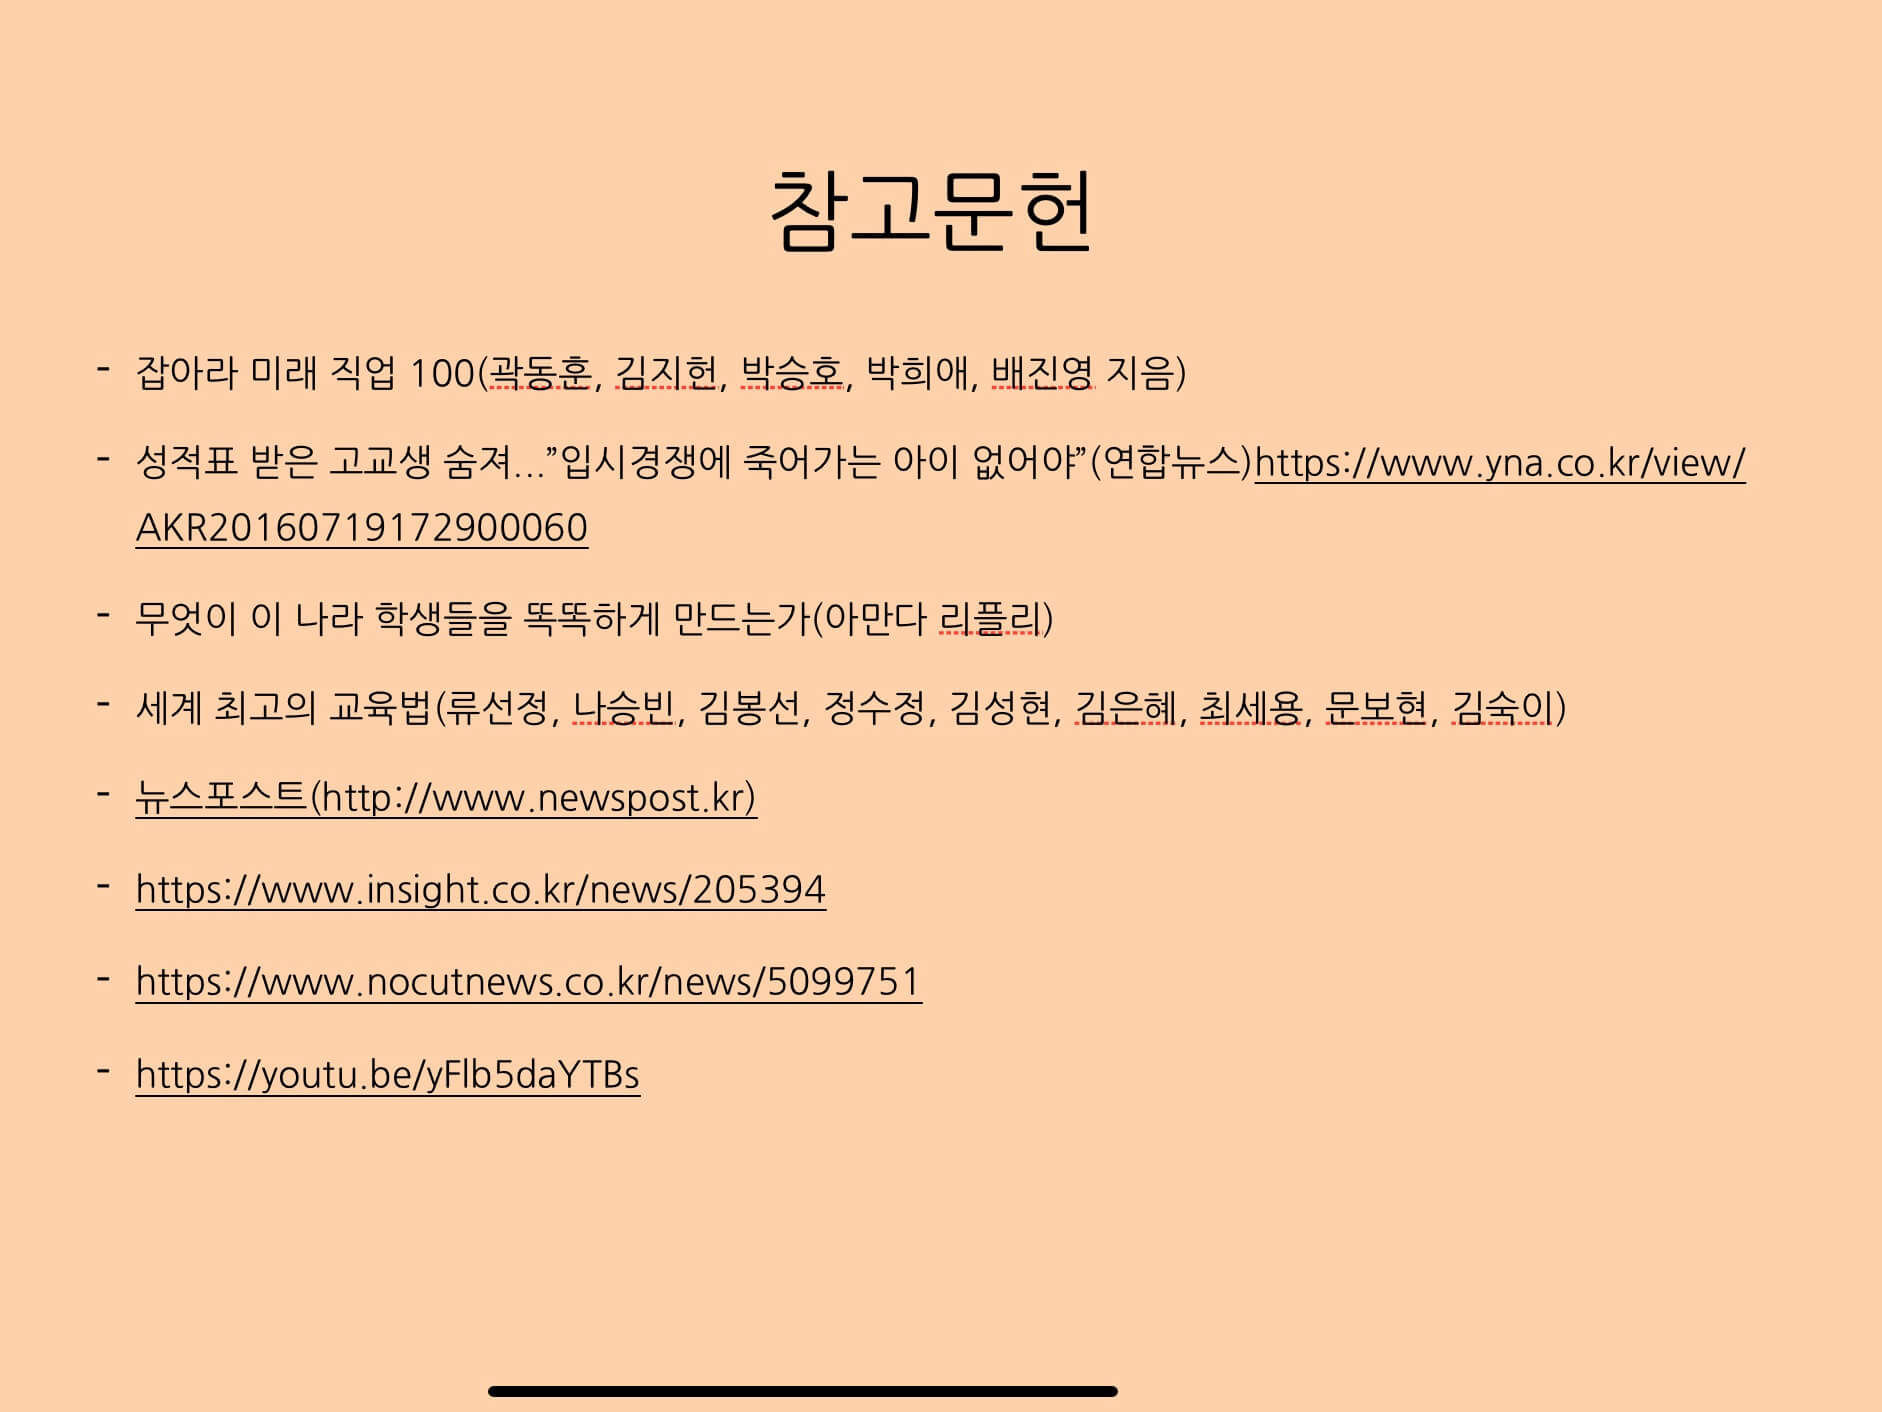 참고문헌
- 잡아라 미래 직업 100(곽동훈, 김지헌, 박승호, 박희애, 배진영 지음)
- 성적표 받은 고교생 숨져...”입시경쟁에 죽어가는 아이 없어야”(연합뉴스)https://www.yna.co.kr/view/
AKR20160719172900060
- 무엇이 이 나라 학생들을 똑똑하게 만드는가(아만다 리플리)
- 세계 최고의 교육법(류선정, 나승빈, 김봉선, 정수정, 김성현, 김은혜, 최세용, 문보현, 김숙이)
- 뉴스포스트(http://www.newspost.kr)
- https://www.insight.co.kr/news/205394
- https://www.nocutnews.co.kr/news/5099751
- https://youtu.be/yFlb5daYTBs